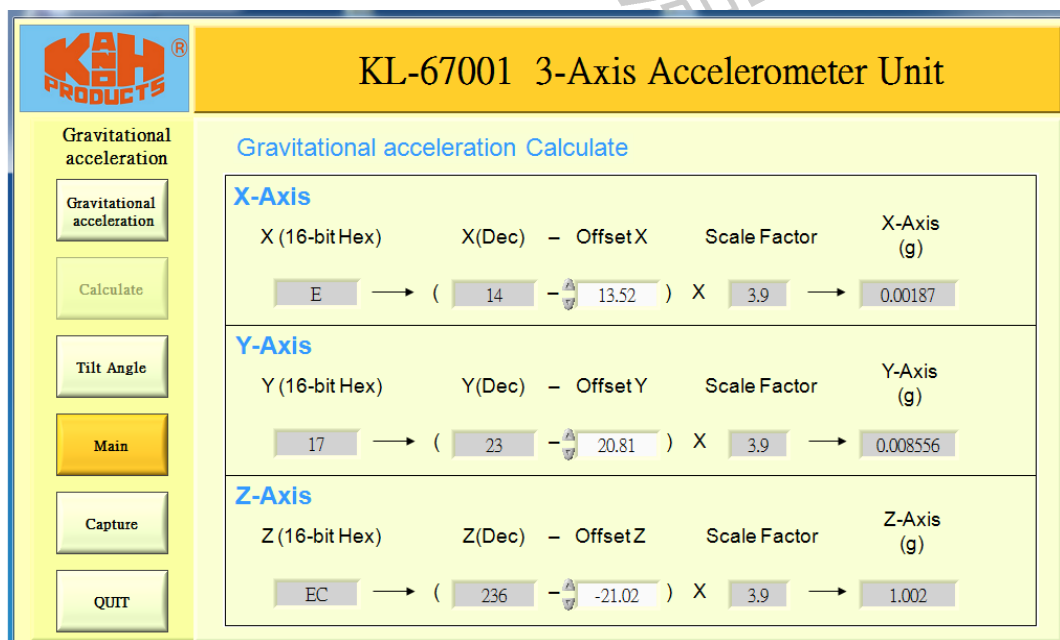 KANDH PRODUCTS ®
KL-67001 3-Axis Accelerometer Unit
Gravitational
acceleration
Gravitational
acceleration
Calculate
Tilt Angle
Main
Capture
QUIT
Gravitational acceleration Calculate
X-Axis
X (16-bit Hex) X(Dec) – Offset X Scale Factor X-Axis (g)
E → ( 14 – 13.52 ) X 3.9 → 0.00187
Y-Axis
Y (16-bit Hex) Y(Dec) – Offset Y Scale Factor Y-Axis (g)
17 → ( 23 – 20.81 ) X 3.9 → 0.008556
Z-Axis
Z (16-bit Hex) Z(Dec) – Offset Z Scale Factor Z-Axis (g)
EC → ( 236 – -21.02 ) X 3.9 → 1.002